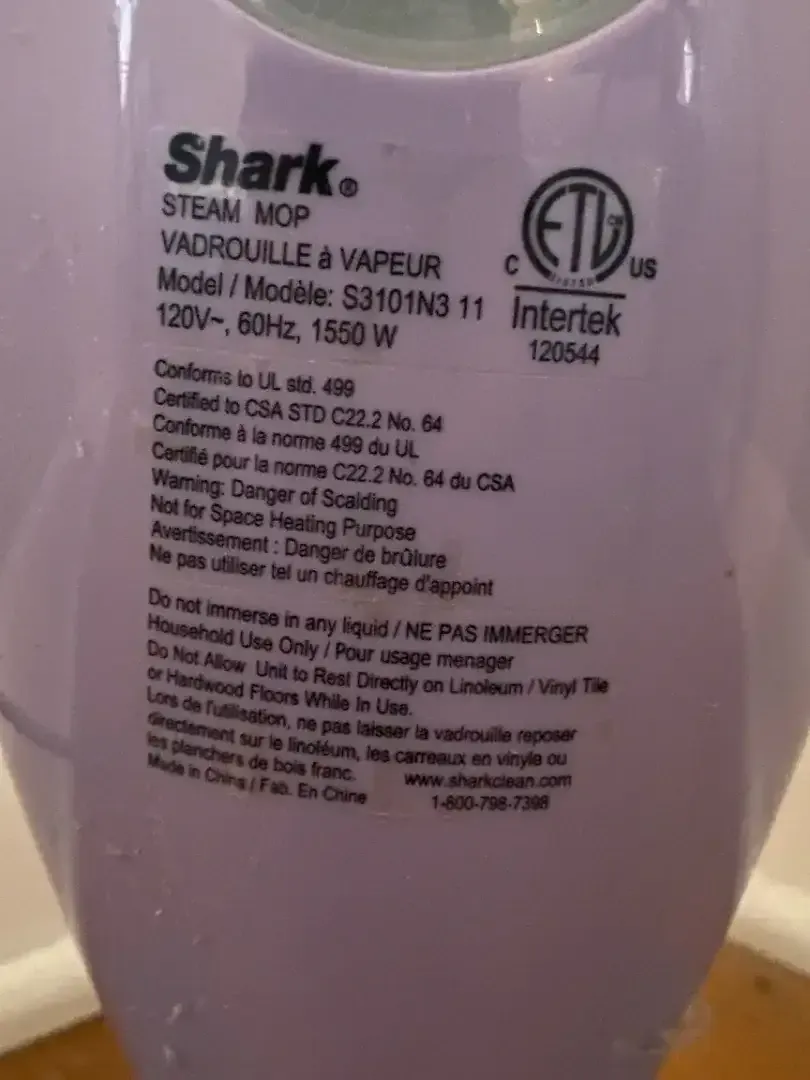 Shark®
STEAM MOP
VADROUILLE à VAPEUR
Model / Modèle: S3101N3 11
120V~, 60Hz, 1550 W
ETL
CM
LISTED
C
US
Intertek
120544
Conforms to UL std. 499
Certified to CSA STD C22.2 No. 64
Conforme à la norme 499 du UL
Certifié pour la norme C22.2 No. 64 du CSA
Warning: Danger of Scalding
Not for Space Heating Purpose
Avertissement : Danger de brûlure
Ne pas utiliser tel un chauffage d'appoint
Do not immerse in any liquid / NE PAS IMMERGER
Household Use Only / Pour usage menager
Do Not Allow Unit to Rest Directly on Linoleum / Vinyl Tile
or Hardwood Floors While In Use.
Lors de l'utilisation, ne pas laisser la vadrouille reposer
directement sur le linoléum, les carreaux en vinyle ou
les planchers de bois franc.
www.sharkclean.com
Made in China / Fab. En Chine
1-800-798-7398